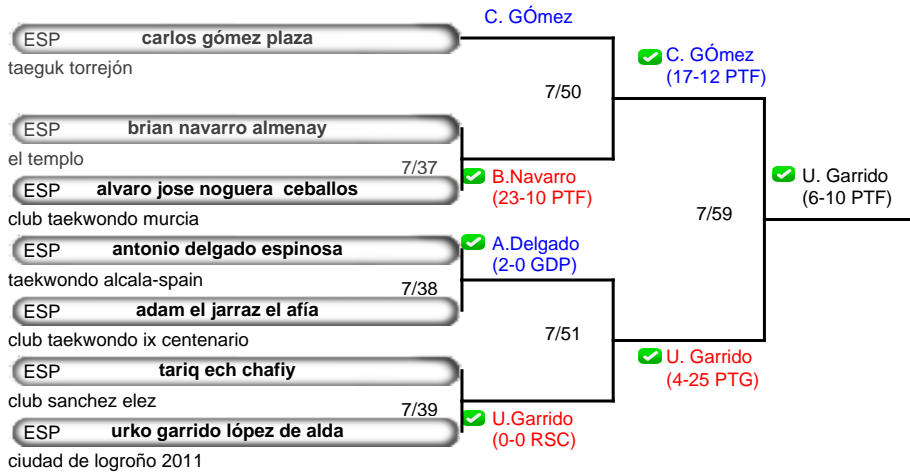 C. GÓmez
ESP carlos gómez plaza
taeguk torrejón
C. GÓmez
(17-12 PTF)
7/50
ESP brian navarro almenay
el templo
7/37
B.Navarro
(23-10 PTF)
ESP alvaro jose noguera ceballos
club taekwondo murcia
U. Garrido
(6-10 PTF)
7/59
ESP antonio delgado espinosa
A.Delgado
(2-0 GDP)
taekwondo alcala-spain
7/38
ESP adam el jarraz el afía
club taekwondo ix centenario
7/51
ESP tariq ech chafiy
U. Garrido
(4-25 PTG)
club sanchez elez
7/39
ESP urko garrido lópez de alda
U.Garrido
(0-0 RSC)
ciudad de logroño 2011